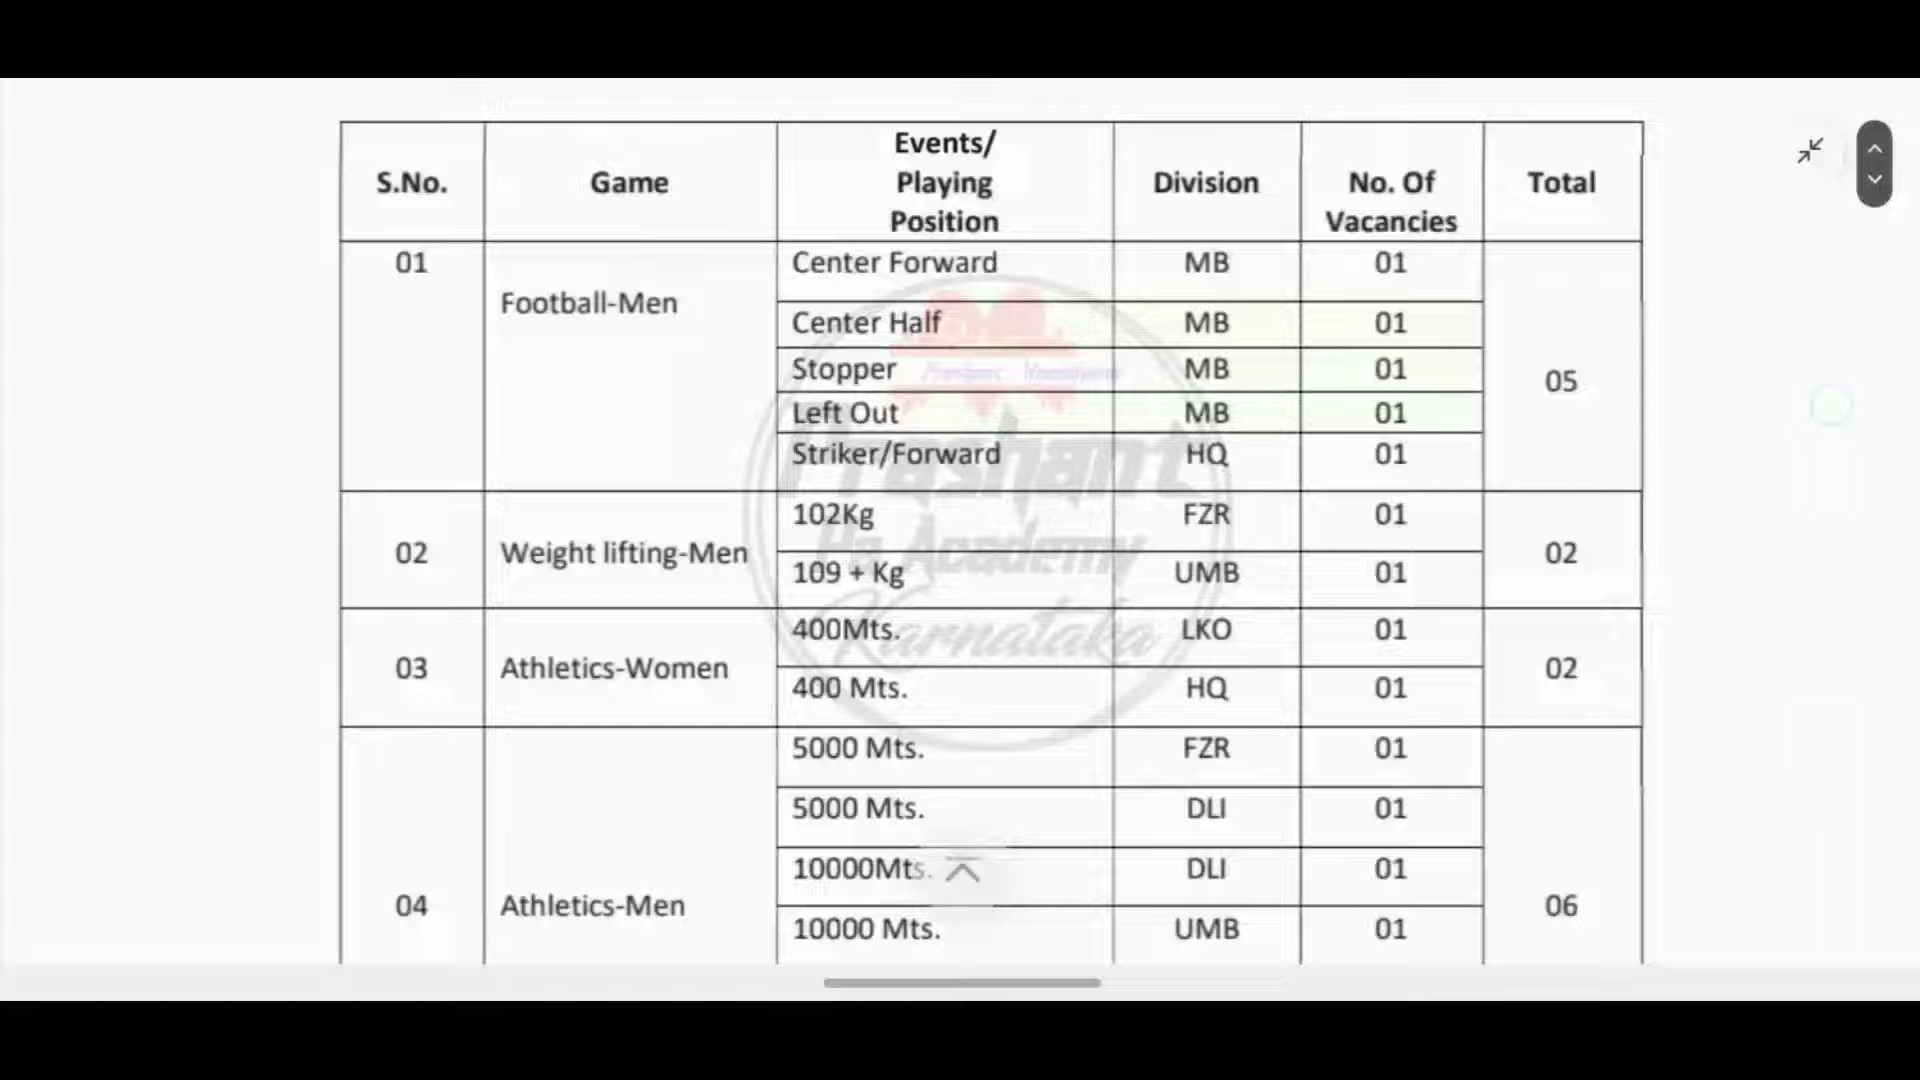 S.No. Game Events/ Playing Position Division No. Of Vacancies Total
01 Football-Men Center Forward MB 01 05
Center Half MB 01
Stopper MB 01
Left Out MB 01
Striker/Forward HQ 01
02 Weight lifting-Men 102Kg FZR 01 02
109 + Kg UMB 01
03 Athletics-Women 400Mts. LKO 01 02
400 Mts. HQ 01
04 Athletics-Men 5000 Mts. FZR 01 06
5000 Mts. DLI 01
10000Mts. DLI 01
10000 Mts. UMB 01
Prashant
Academy
Karnataka